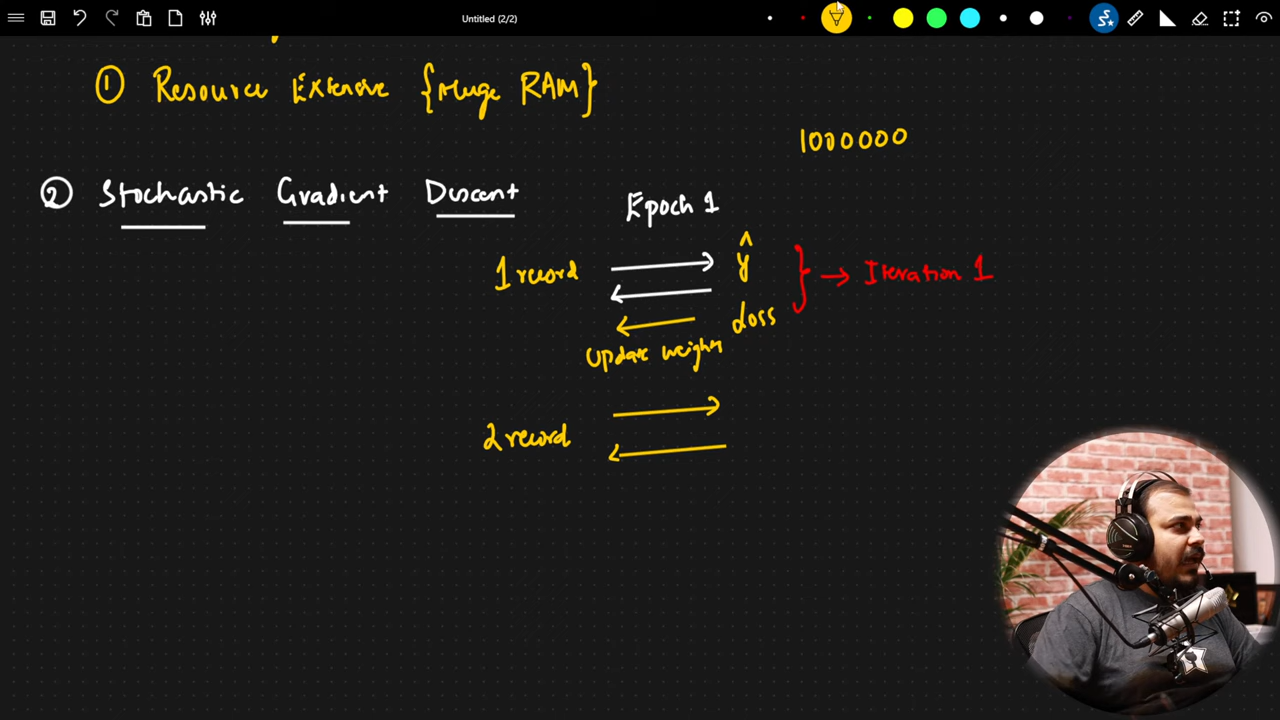 Untitled (2/2)
① Resource Extensive {Huge RAM}
1000000
② Stochastic Gradient Descent
Epoch 1
1 record
ŷ
→ Iteration 1
Loss
Update weights
2 record